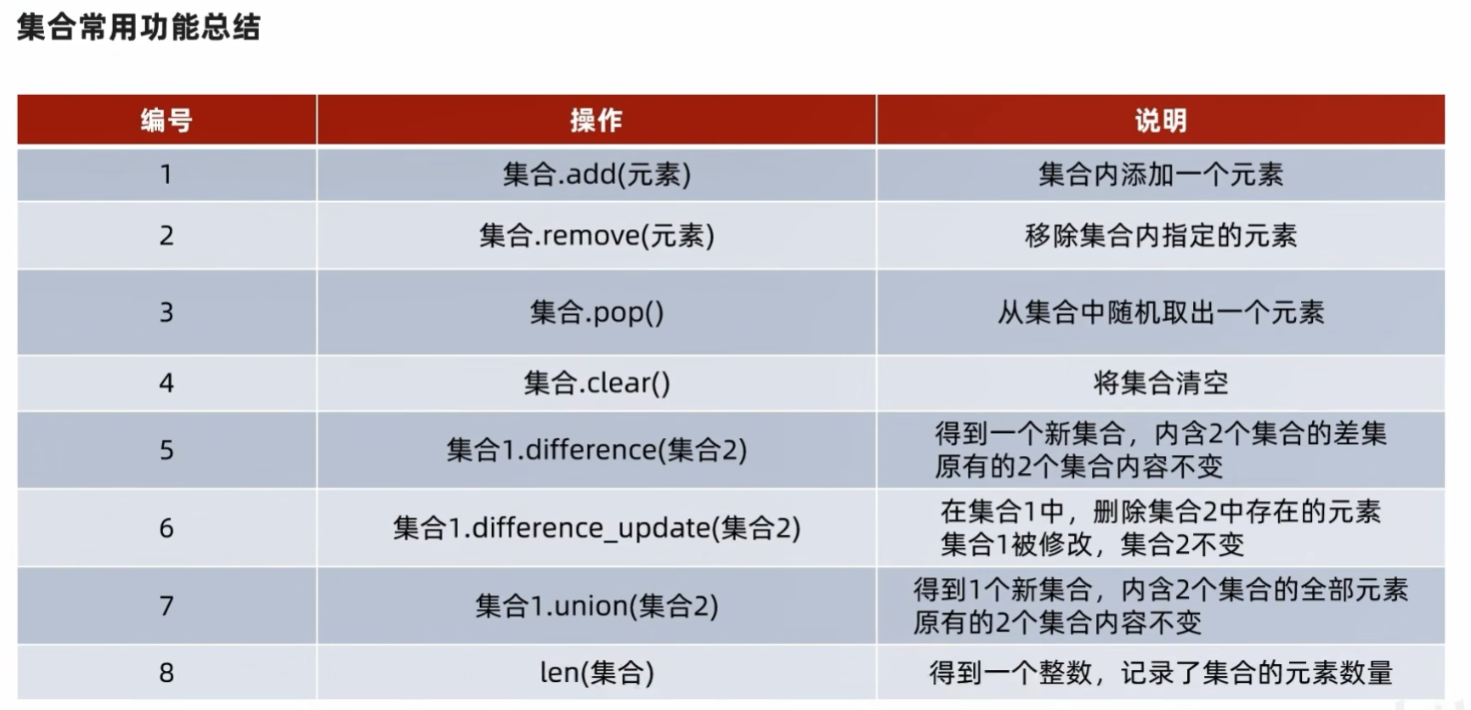 集合常用功能总结
编号 操作 说明
1 集合.add(元素) 集合内添加一个元素
2 集合.remove(元素) 移除集合内指定的元素
3 集合.pop() 从集合中随机取出一个元素
4 集合.clear() 将集合清空
5 集合1.difference(集合2) 得到一个新集合，内含2个集合的差集
原有的2个集合内容不变
6 集合1.difference_update(集合2) 在集合1中，删除集合2中存在的元素
集合1被修改，集合2不变
7 集合1.union(集合2) 得到1个新集合，内含2个集合的全部元素
原有的2个集合内容不变
8 len(集合) 得到一个整数，记录了集合的元素数量